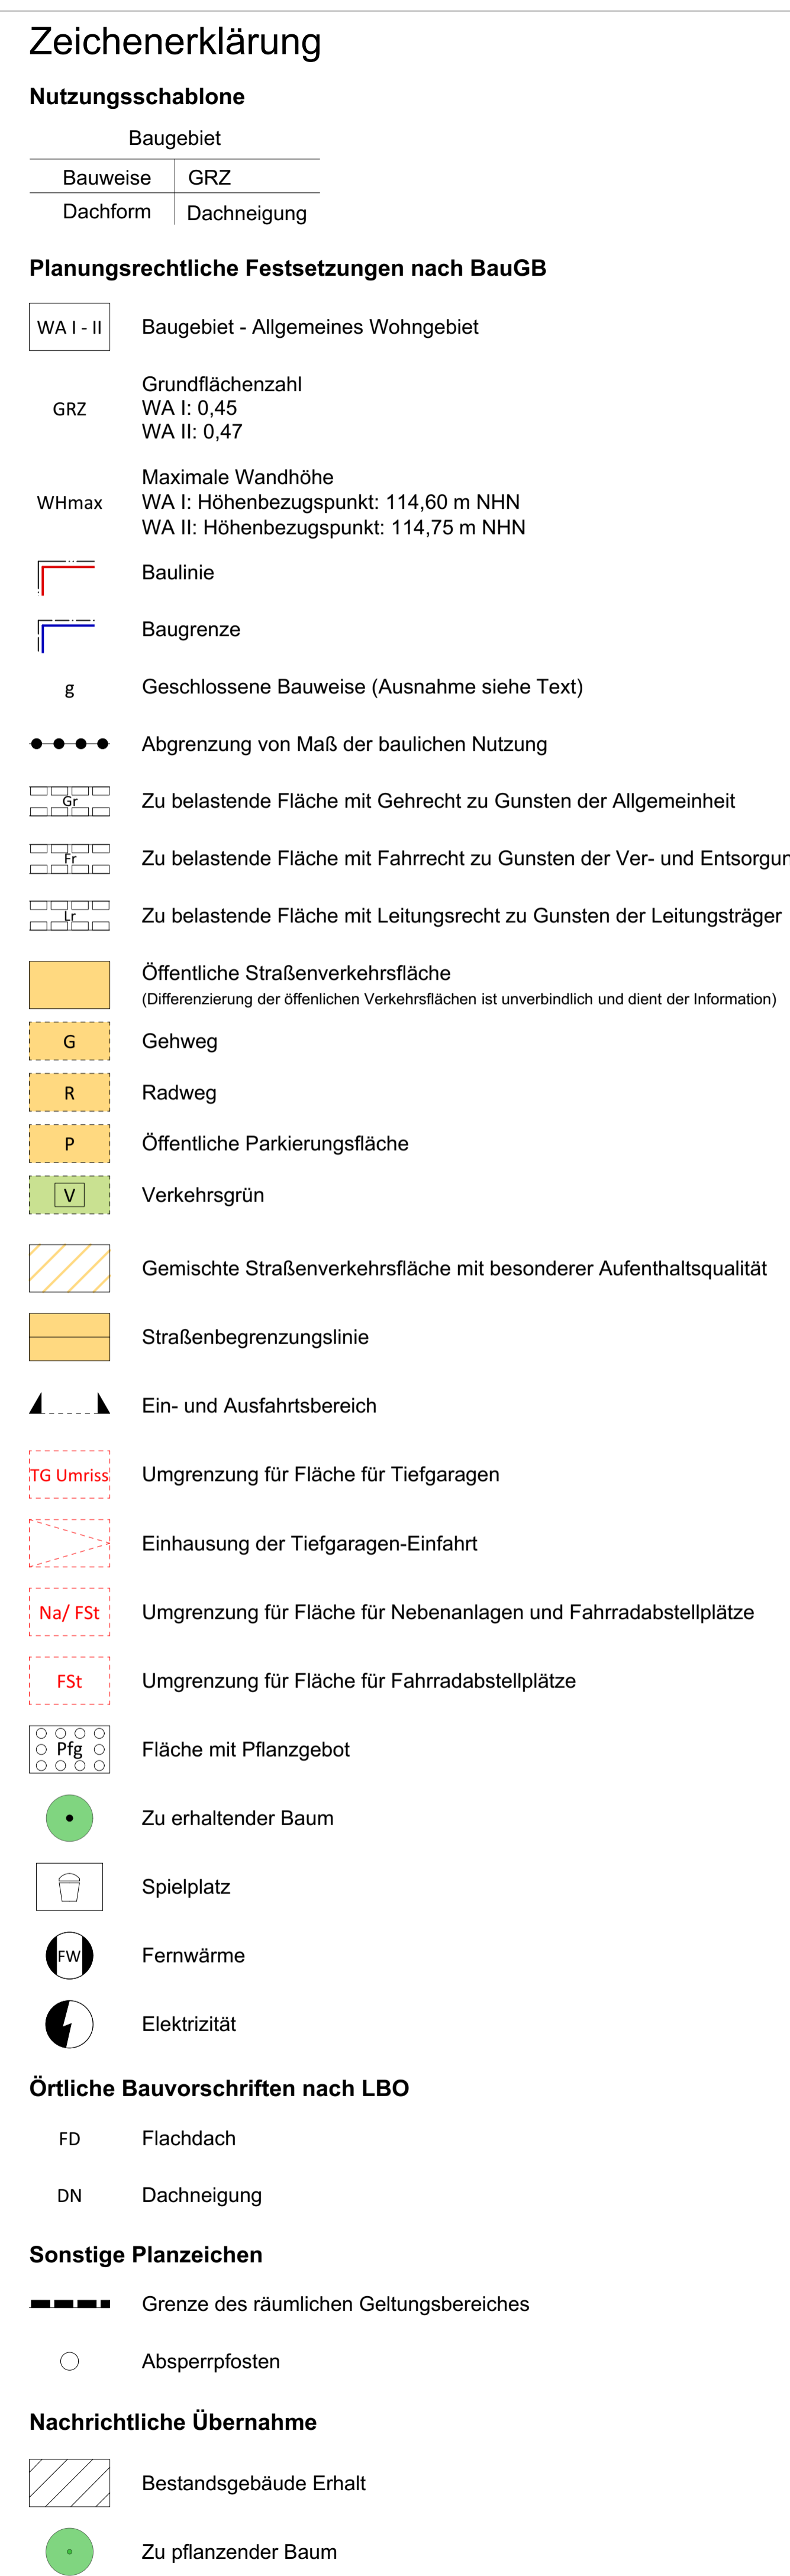 Zeichenerklärung
Nutzungsschablone
Baugebiet
Bauweise GRZ
Dachform Dachneigung
Planungsrechtliche Festsetzungen nach BauGB
WA I - II Baugebiet - Allgemeines Wohngebiet
Grundflächenzahl
GRZ WA I: 0,45
WA II: 0,47
Maximale Wandhöhe
WHmax WA I: Höhenbezugspunkt: 114,60 m NHN
WA II: Höhenbezugspunkt: 114,75 m NHN
Baulinie
Baugrenze
g Geschlossene Bauweise (Ausnahme siehe Text)
Abgrenzung von Maß der baulichen Nutzung
Gr Zu belastende Fläche mit Gehrecht zu Gunsten der Allgemeinheit
Fr Zu belastende Fläche mit Fahrrecht zu Gunsten der Ver- und
Lr Zu belastende Fläche mit Leitungsrecht zu Gunsten der Leitungsträger
Öffentliche Straßenverkehrsfläche
(Differenzierung der öffenlichen Verkehrsflächen ist unverbindlich und dient der Information)
G Gehweg
R Radweg
P Öffentliche Parkierungsfläche
V Verkehrsgrün
Gemischte Straßenverkehrsfläche mit besonderer Aufenthaltsqualität
Straßenbegrenzungslinie
Ein- und Ausfahrtsbereich
TG Umriss Umgrenzung für Fläche für Tiefgaragen
Einhausung der Tiefgaragen-Einfahrt
Na/ FSt Umgrenzung für Fläche für Nebenanlagen und Fahrradabstellplätze
FSt Umgrenzung für Fläche für Fahrradabstellplätze
Pfg Fläche mit Pflanzgebot
Zu erhaltender Baum
Spielplatz
FW Fernwärme
Elektrizität
Örtliche Bauvorschriften nach LBO
FD Flachdach
DN Dachneigung
Sonstige Planzeichen
Grenze des räumlichen Geltungsbereiches
Absperrpfosten
Nachrichtliche Übernahme
Bestandsgebäude Erhalt
Zu pflanzender Baum